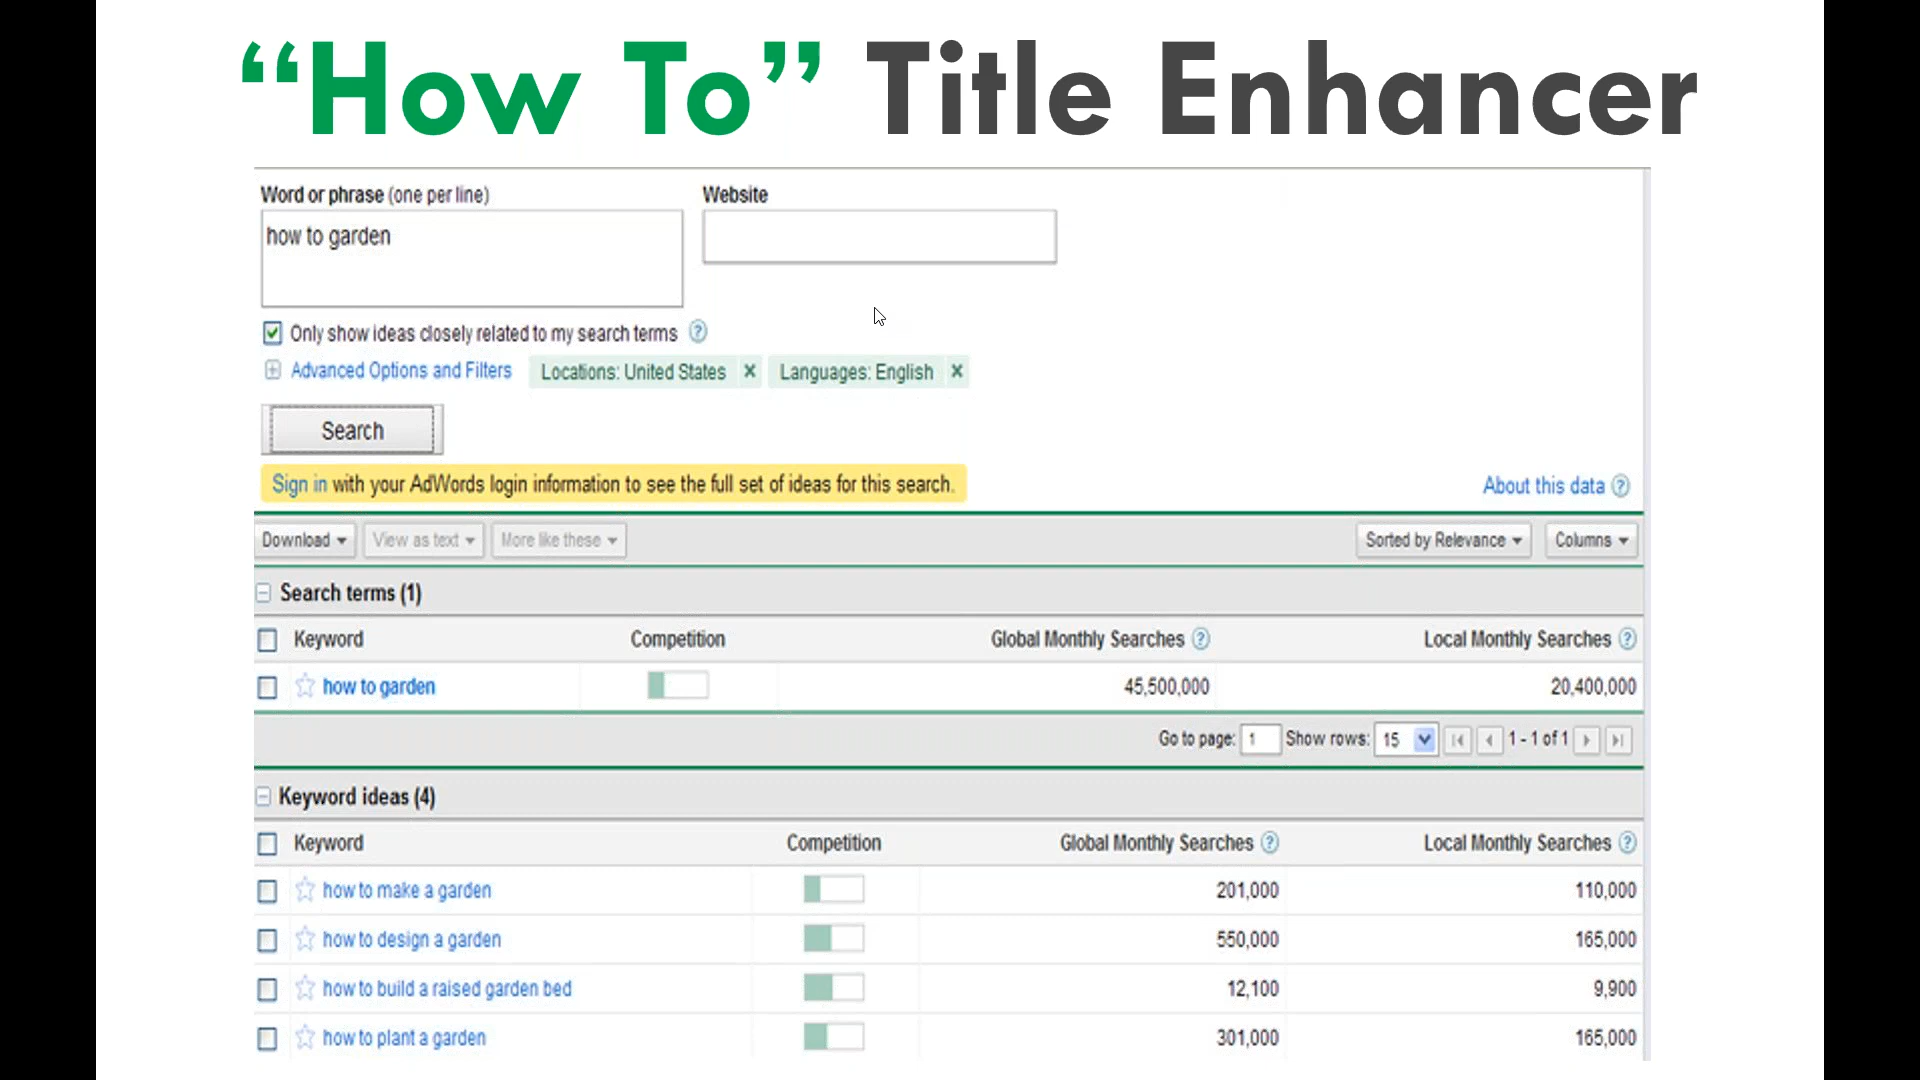 “How To” Title Enhancer
Word or phrase (one per line) Website
how to garden
Only show ideas closely related to my search terms ?
Advanced Options and Filters Locations: United States × Languages: English ×
Search
Sign in with your AdWords login information to see the full set of ideas for this search. About this data ?
Download View as text More like these Sorted by Relevance Columns
Search terms (1)
Keyword Competition Global Monthly Searches ? Local Monthly Searches ?
how to garden 45,500,000 20,400,000
Go to page: 1 Show rows: 15 1 - 1 of 1
Keyword ideas (4)
Keyword Competition Global Monthly Searches ? Local Monthly Searches ?
how to make a garden 201,000 110,000
how to design a garden 550,000 165,000
how to build a raised garden bed 12,100 9,900
how to plant a garden 301,000 165,000